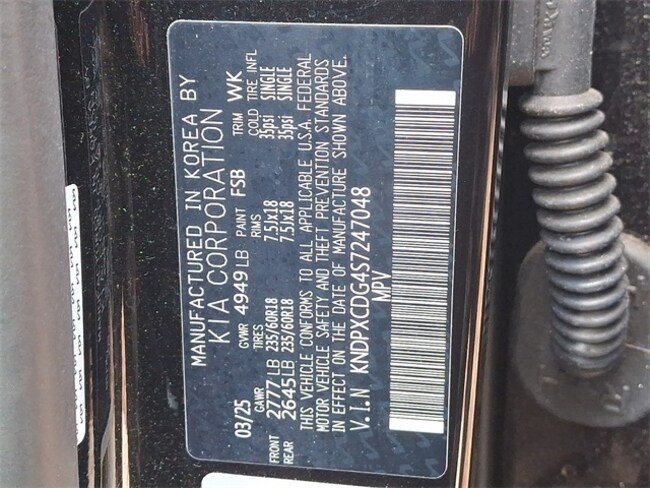 MANUFACTURED IN KOREA BY
KIA CORPORATION
03/25 GVWR 4949 LB PAINT FSB TRIM WK
GAWR TIRES RIMS COLD TIRE INFL
FRONT 2777 LB 235/60R18 7.5Jx18 35psi SINGLE
REAR 2645 LB 235/60R18 7.5Jx18 35psi SINGLE
THIS VEHICLE CONFORMS TO ALL APPLICABLE U.S.A. FEDERAL
MOTOR VEHICLE SAFETY AND THEFT PREVENTION STANDARDS
IN EFFECT ON THE DATE OF MANUFACTURE SHOWN ABOVE.
V.I.N KNDPXCDG4S7247048
MPV